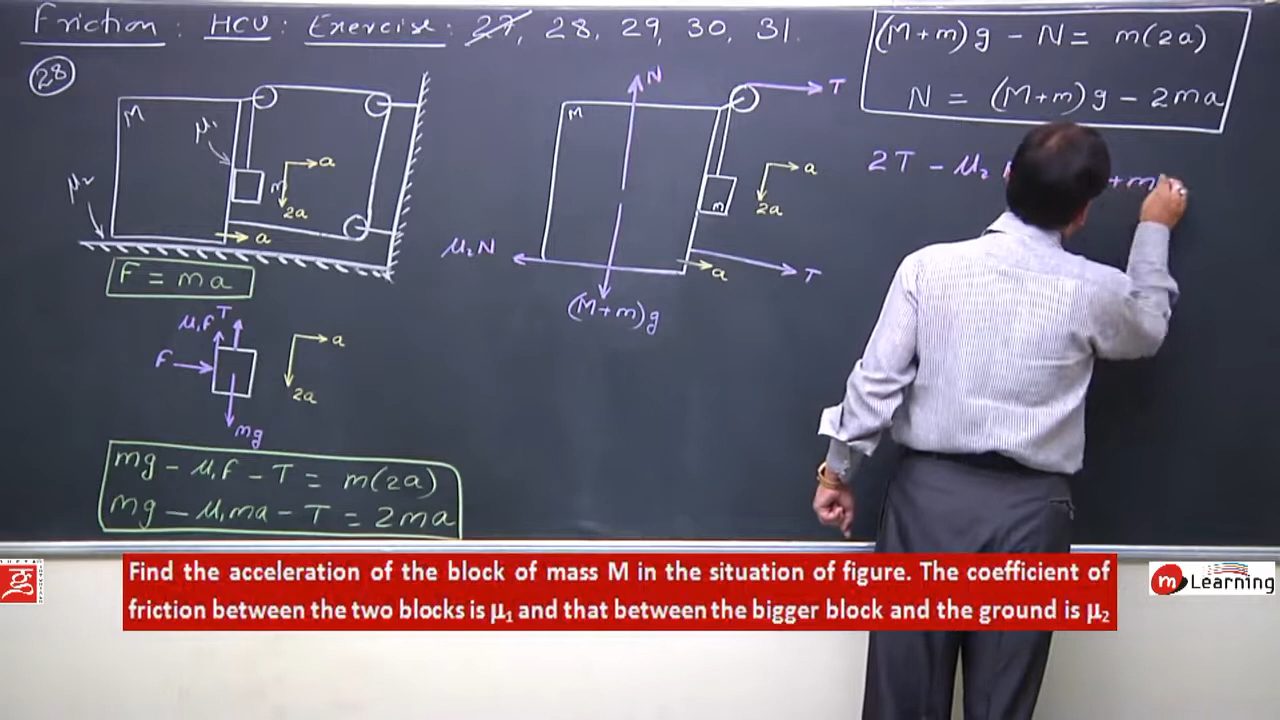 Friction : HCU : Exercise : 27, 28, 29, 30, 31.
28
M
μ1
μ2
m
a
2a
a
F = ma
μ1f
T
f
mg
a
2a
mg - μ1f - T = m(2a)
mg - μ1ma - T = 2ma
N
T
M
m
a
2a
μ2N
a
T
(M+m)g
(M+m)g - N = m(2a)
N = (M+m)g - 2ma
2T - μ2
+m
Find the acceleration of the block of mass M in the situation of figure. The coefficient of
friction between the two blocks is μ1 and that between the bigger block and the ground is μ2
m Learning